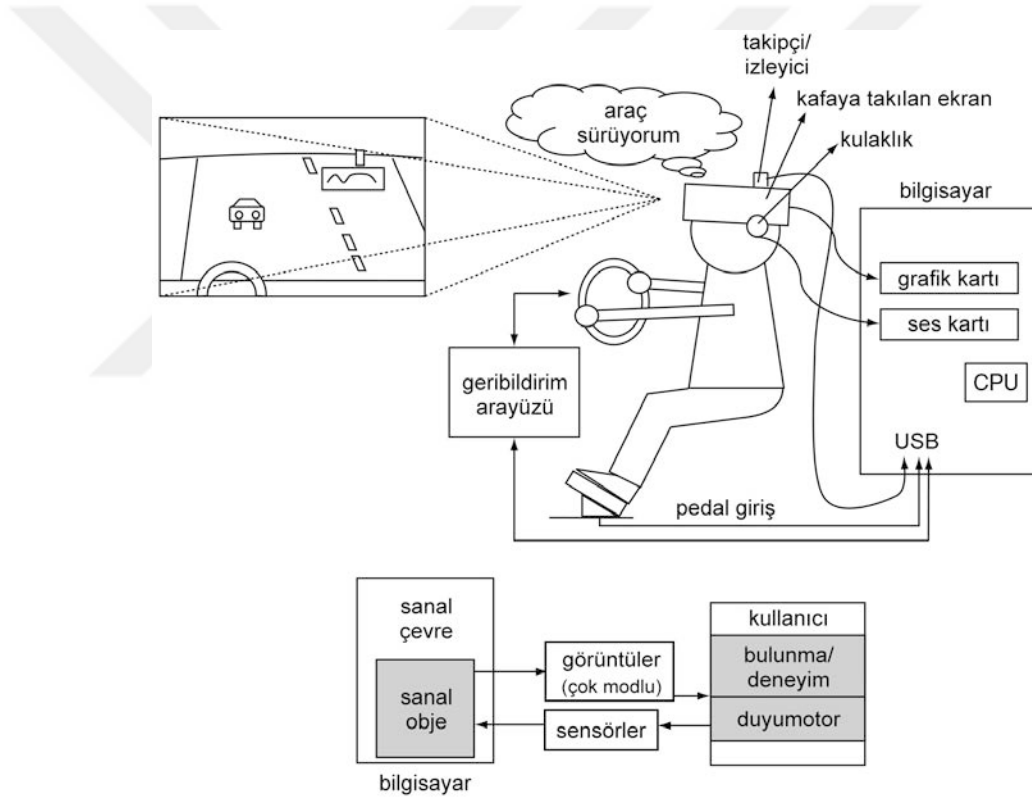 takipçi/
izleyici
kafaya takılan ekran
kulaklık
araç
sürüyorum
bilgisayar
grafik kartı
ses kartı
CPU
USB
geribildirim
arayüzü
pedal giriş
sanal
çevre
sanal
obje
bilgisayar
görüntüler
(çok modlu)
sensörler
kullanıcı
bulunma/
deneyim
duyumotor